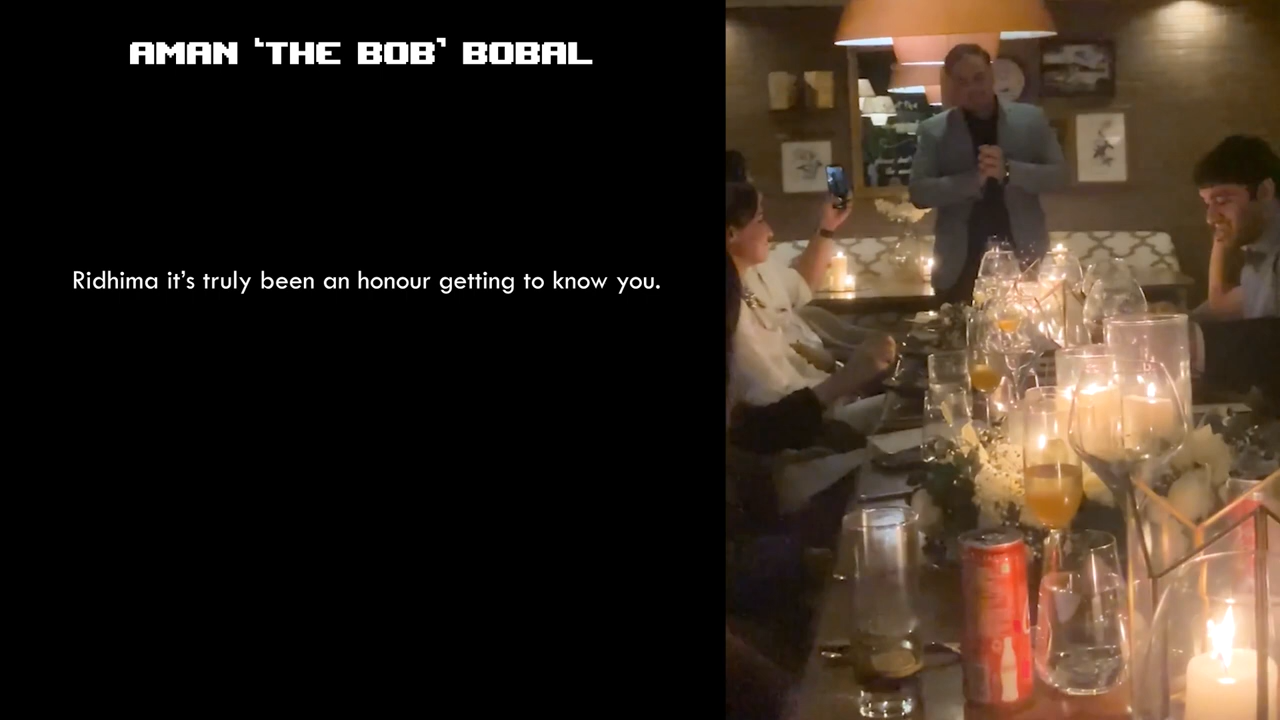 AMAN ‘THE BOB’ BOBAL
Ridhima it’s truly been an honour getting to know you.